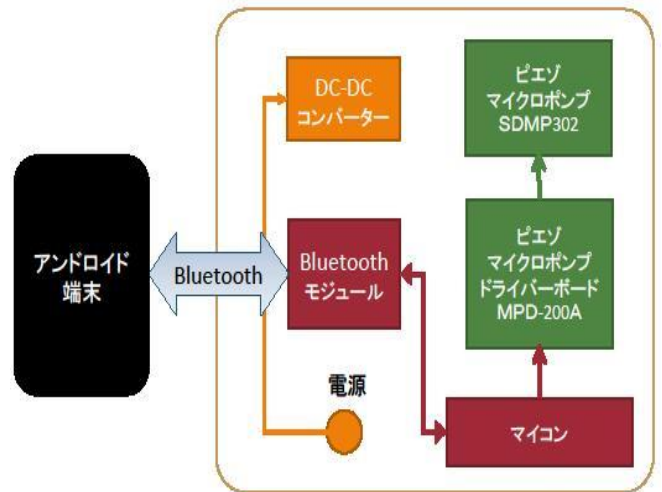 アンドロイド
端末
Bluetooth
DC-DC
コンバーター
Bluetooth
モジュール
電源
ピエゾ
マイクロポンプ
SDMP302
ピエゾ
マイクロポンプ
ドライバーボード
MPD-200A
マイコン